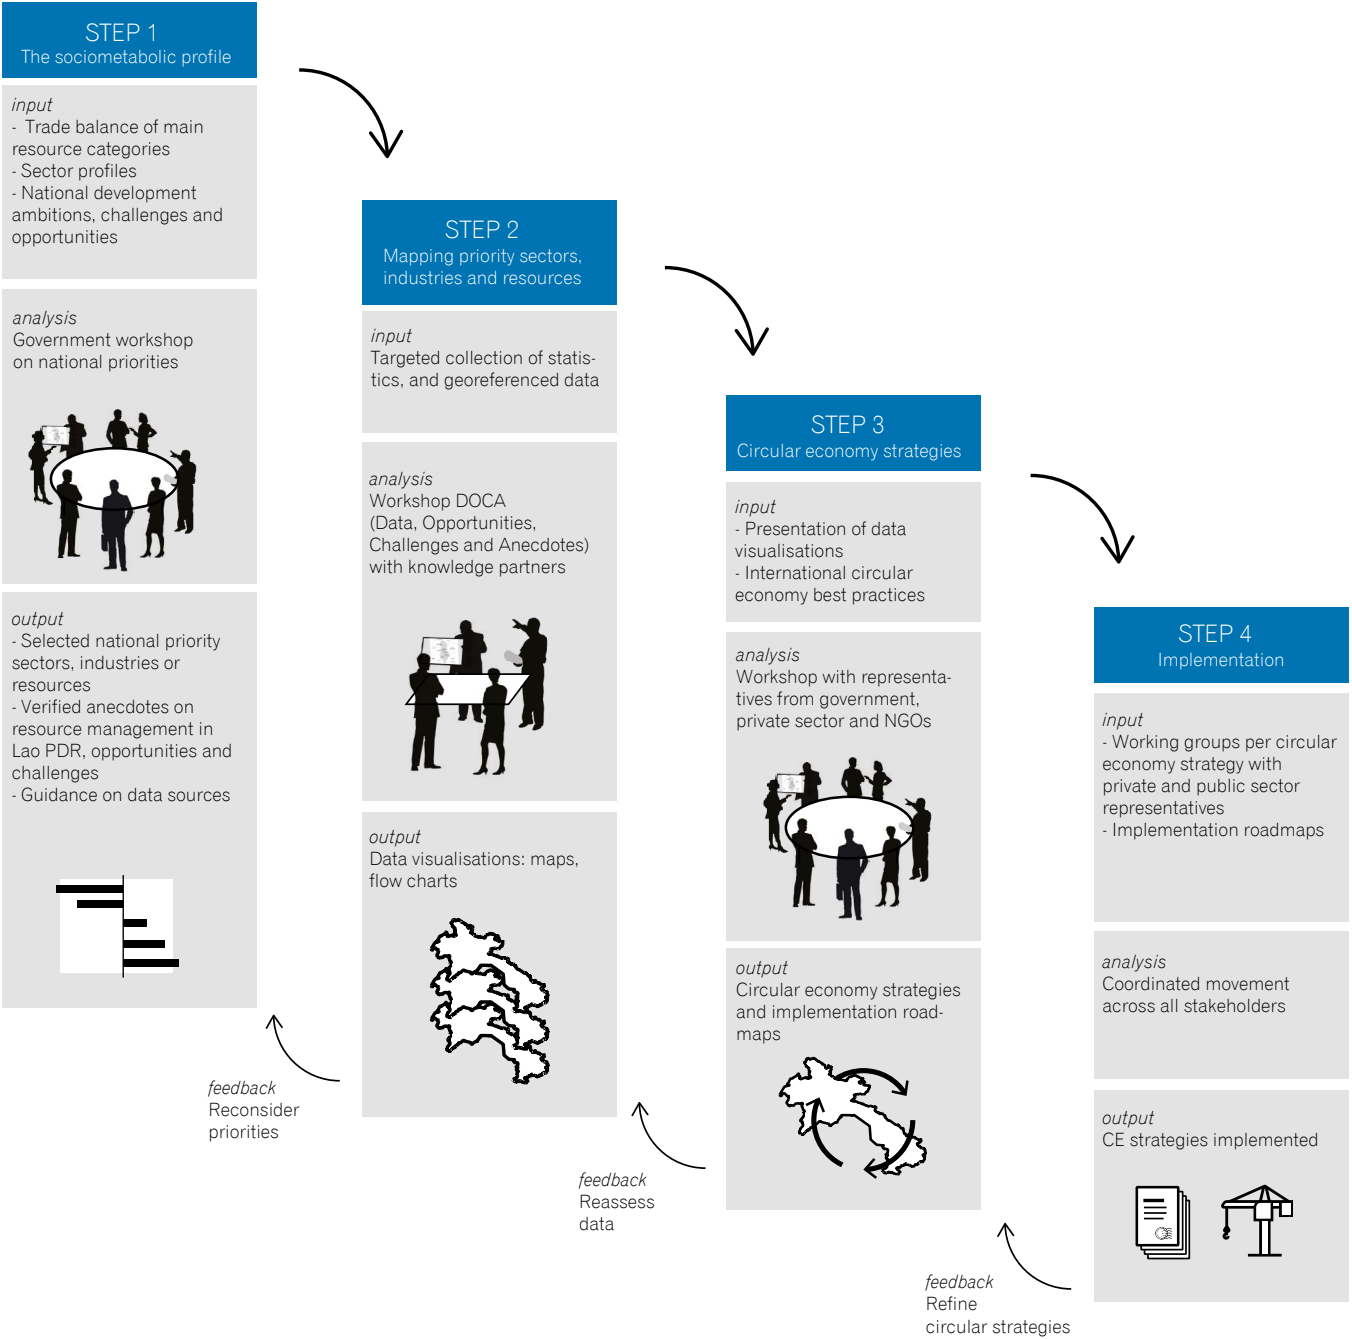 STEP 1
The sociometabolic profile
input
- Trade balance of main
resource categories
- Sector profiles
- National development
ambitions, challenges and
opportunities
analysis
Government workshop
on national priorities
output
- Selected national priority
sectors, industries or
resources
- Verified anecdotes on
resource management in
Lao PDR, opportunities and
challenges
- Guidance on data sources
feedback
Reconsider
priorities
STEP 2
Mapping priority sectors,
industries and resources
input
Targeted collection of statis-
tics, and georeferenced data
analysis
Workshop DOCA
(Data, Opportunities,
Challenges and Anecdotes)
with knowledge partners
output
Data visualisations: maps,
flow charts
feedback
Reassess
data
STEP 3
Circular economy strategies
input
- Presentation of data
visualisations
- International circular
economy best practices
analysis
Workshop with representa-
tives from government,
private sector and NGOs
output
Circular economy strategies
and implementation road-
maps
feedback
Refine
circular strategies
STEP 4
Implementation
input
- Working groups per circular
economy strategy with
private and public sector
representatives
- Implementation roadmaps
analysis
Coordinated movement
across all stakeholders
output
CE strategies implemented